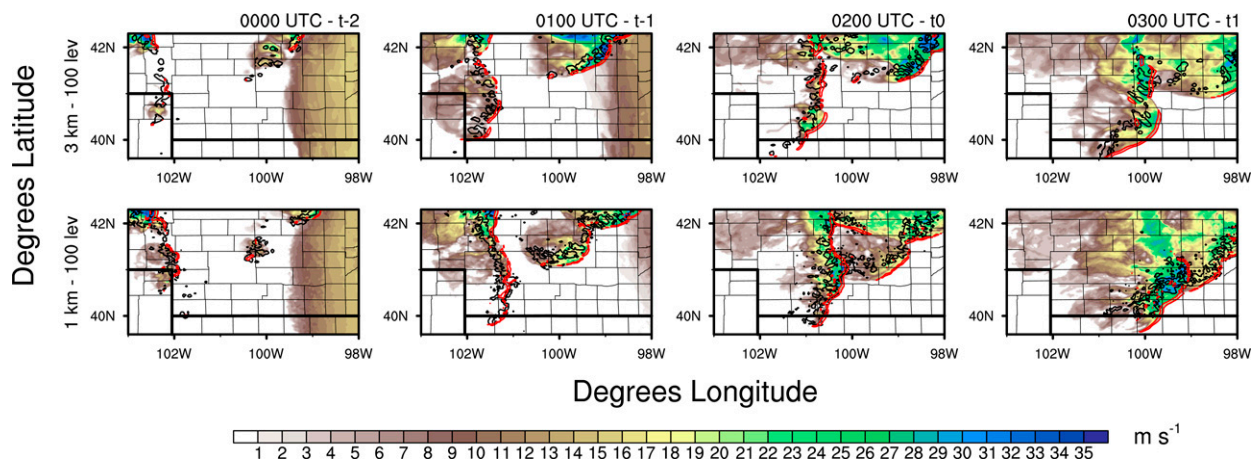 0000 UTC - t-2
0100 UTC - t-1
0200 UTC - t0
0300 UTC - t1
Degrees Latitude
3 km - 100 lev
42N
40N
102W 100W 98W
42N
40N
102W 100W 98W
42N
40N
102W 100W 98W
42N
40N
102W 100W 98W
1 km - 100 lev
42N
40N
102W 100W 98W
42N
40N
102W 100W 98W
42N
40N
102W 100W 98W
42N
40N
102W 100W 98W
Degrees Longitude
1 2 3 4 5 6 7 8 9 10 11 12 13 14 15 16 17 18 19 20 21 22 23 24 25 26 27 28 29 30 31 32 33 34 35
m s⁻¹